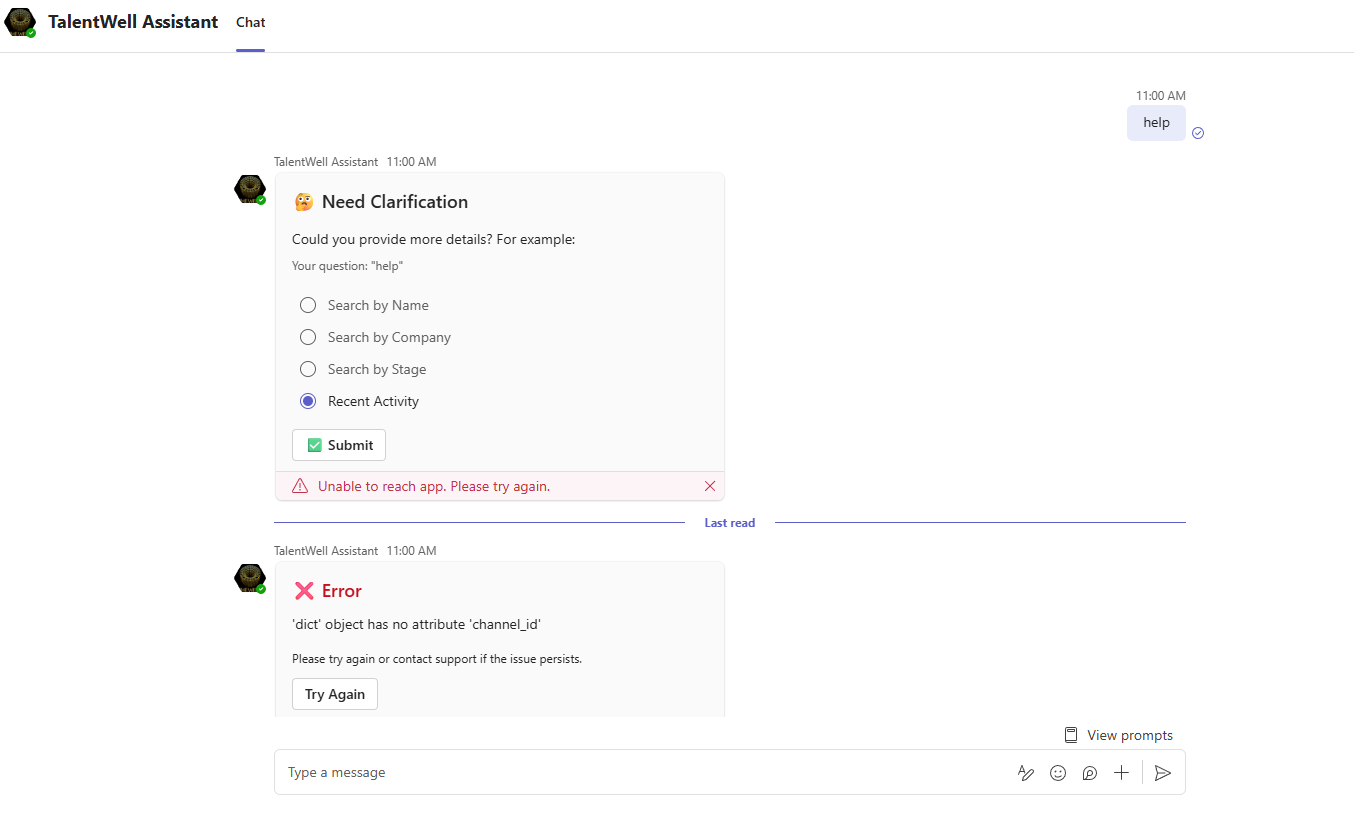 TalentWell Assistant Chat
11:00 AM
help
TalentWell Assistant 11:00 AM
Need Clarification
Could you provide more details? For example:
Your question: "help"
Search by Name
Search by Company
Search by Stage
Recent Activity
Submit
Unable to reach app. Please try again.
Last read
TalentWell Assistant 11:00 AM
Error
'dict' object has no attribute 'channel_id'
Please try again or contact support if the issue persists.
Try Again
View prompts
Type a message